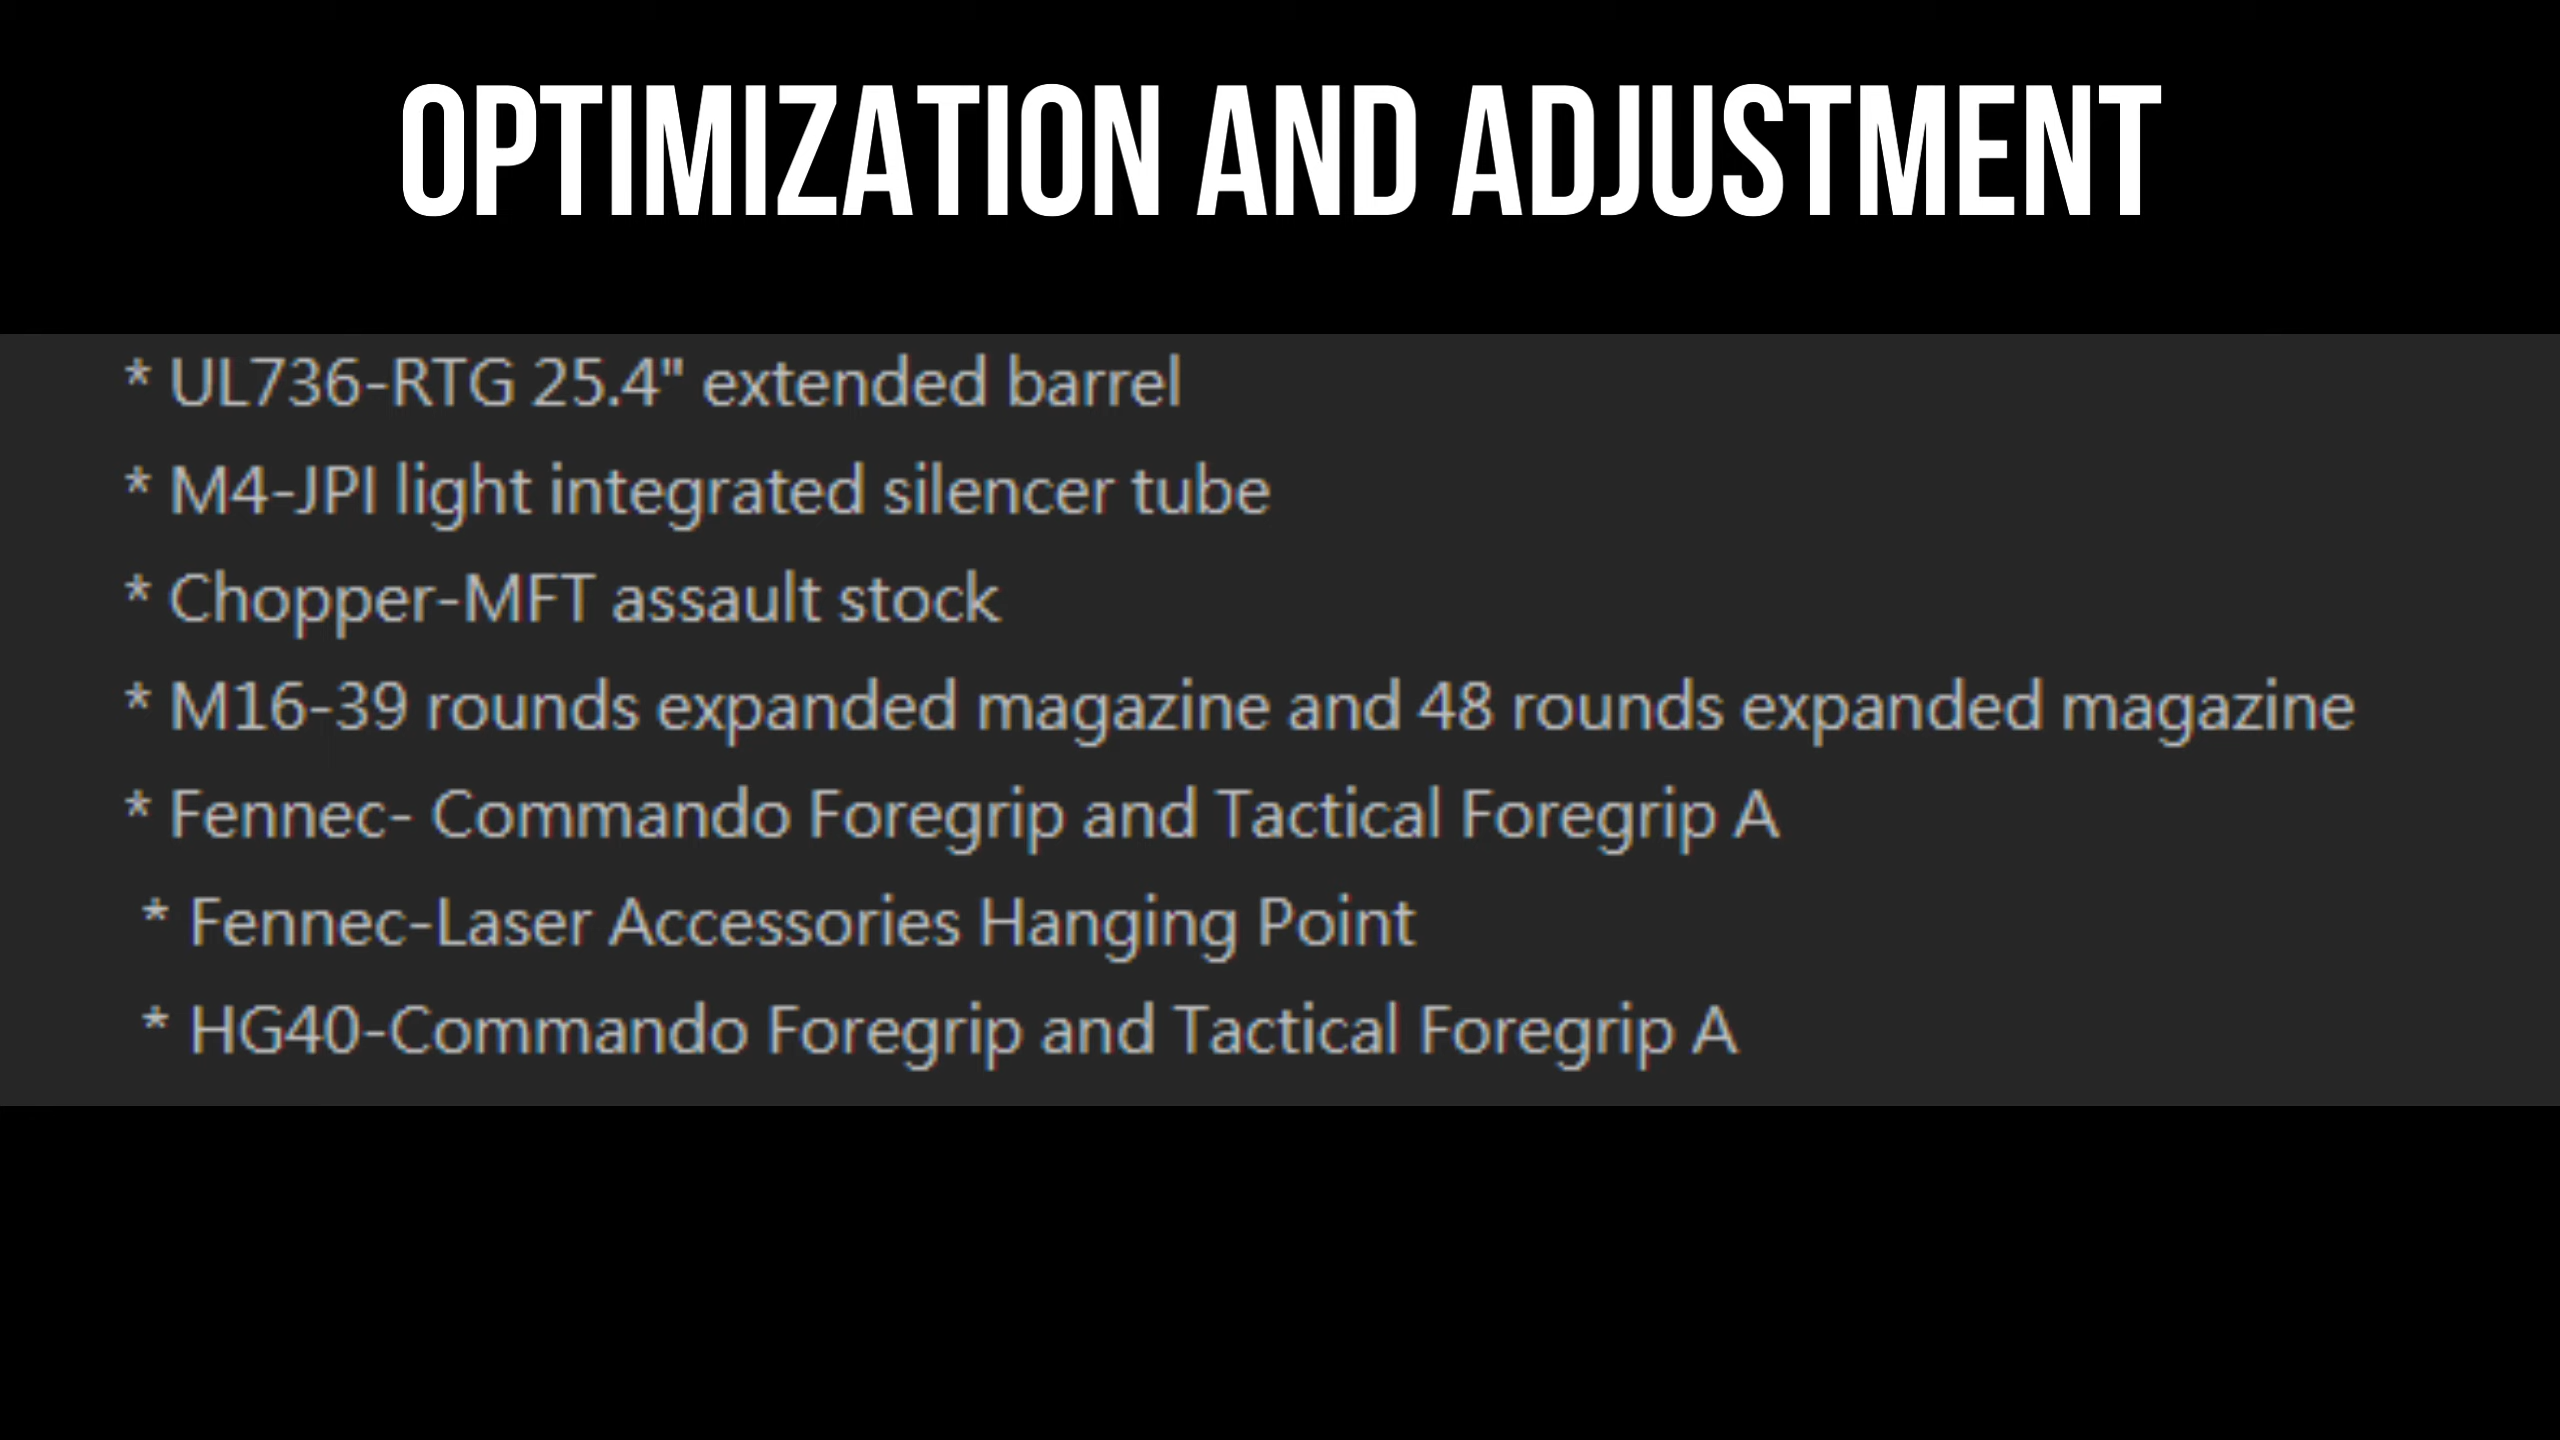 OPTIMIZATION AND ADJUSTMENT
* UL736-RTG 25.4" extended barrel
* M4-JPI light integrated silencer tube
* Chopper-MFT assault stock
* M16-39 rounds expanded magazine and 48 rounds expanded magazine
* Fennec- Commando Foregrip and Tactical Foregrip A
* Fennec-Laser Accessories Hanging Point
* HG40-Commando Foregrip and Tactical Foregrip A